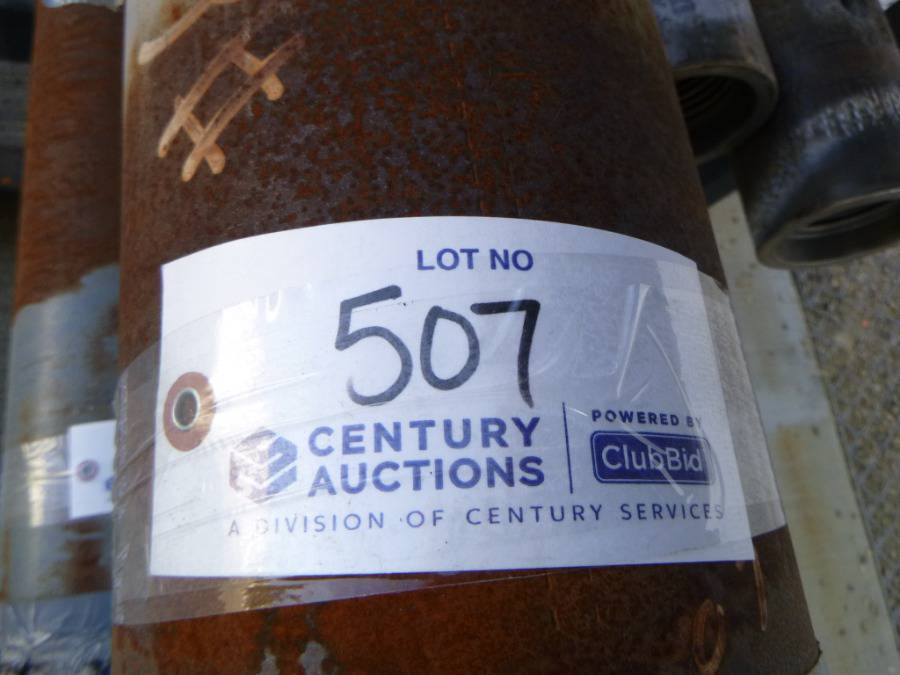 LOT NO
507
CENTURY
AUCTIONS
POWERED BY
ClubBid
A DIVISION OF CENTURY SERVICES